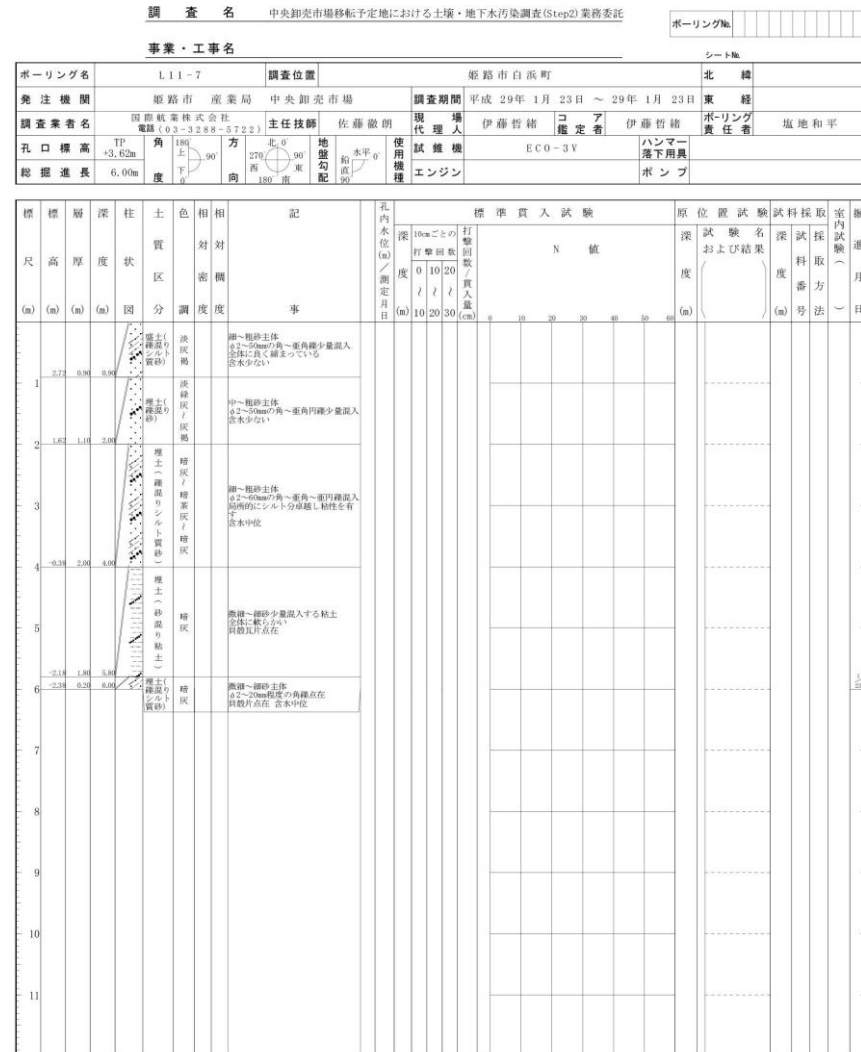 調査名 中央卸売市場移転予定地における土壌・地下水汚染調査(Step2)業務委託
ボーリングNo.
事業・工事名
シートNo.
ボーリング名 L11-7 調査位置 姫路市白浜町 北緯
発注機関 姫路市 産業局 中央卸売市場 調査期間 平成 29年 1月 23日 ～ 29年 1月 23日 東経
調査業者名 国際航業株式会社 電話(03-3288-5722) 主任技師 佐藤徹朗 現場代理人 伊藤哲緒 コア鑑定者 伊藤哲緒 ボーリング責任者 塩地和平
孔口標高 TP +3.62m 角度 180° 上 下 0° 90° 方向 北 0° 270° 西 90° 東 180° 南 地盤勾配 水平 0° 鉛直 90° 使用機種 試錐機 ECO-3V ハンマー落下用具
総掘進長 6.00m エンジン ポンプ
標尺(m) 標高(m) 層厚(m) 深度(m) 柱状図 土質区分 色調 相対密度 相対稠度 記事 孔内水位(m)/測定月日 標準貫入試験 原位置試験 試料採取 室内試験( ) 掘進月日
深度(m) 10cmごとの打撃回数 0～10 10～20 20～30 打撃回数/貫入量(cm) N値 深度(m) 試験名および結果 深度(m) 試料番号 採取方法
0 10 20 30 40 50 60
盛土(礫混りシルト質砂) 淡灰褐 細～粗砂主体
φ2～50mmの角～亜角礫少量混入
全体に良く締まっている
含水少ない
2.72 0.90 0.90
1
埋土(礫混り砂) 淡緑灰～灰褐 中～粗砂主体
φ2～50mmの角～亜角円礫少量混入
含水少ない
1.62 1.10 2.00
2
埋土(礫混りシルト質砂) 暗灰～暗茶灰～暗灰 細～粗砂主体
φ2～60mmの角～亜角～亜円礫混入
局所的にシルト分卓越し粘性を有す
含水中位
3
-0.38 2.00 4.00
4
埋土(砂混り粘土) 暗灰 微細～細砂少量混入する粘土
全体に軟らかい
貝殻瓦片点在
5
-2.18 1.80 5.80
埋土(礫混りシルト質砂) 暗灰 微細～細砂主体
φ2～20mm程度の角礫点在
貝殻片点在 含水中位
-2.38 0.20 6.00
6
7
8
9
10
11